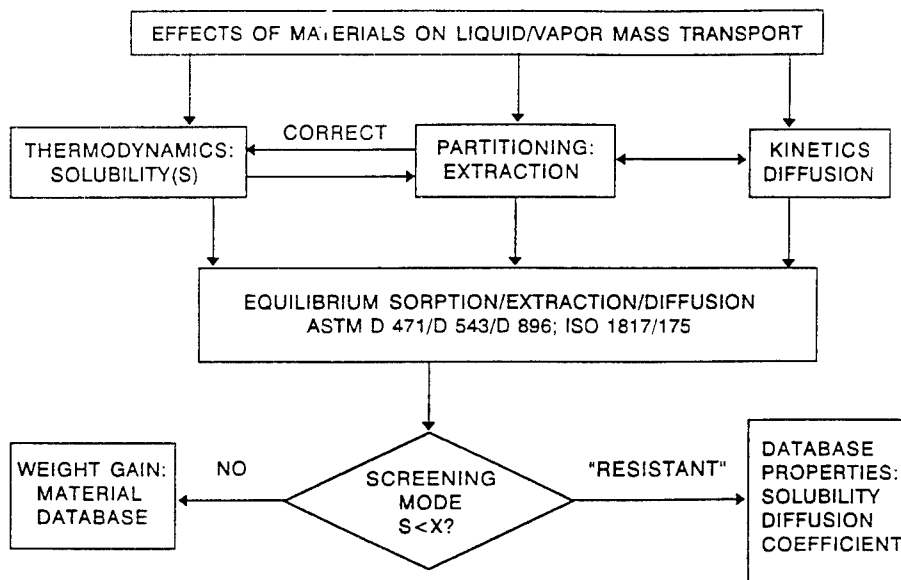 EFFECTS OF MATERIALS ON LIQUID/VAPOR MASS TRANSPORT
CORRECT
THERMODYNAMICS:
SOLUBILITY(S)
PARTITIONING:
EXTRACTION
KINETICS
DIFFUSION
EQUILIBRIUM SORPTION/EXTRACTION/DIFFUSION
ASTM D 471/D 543/D 896; ISO 1817/175
WEIGHT GAIN:
MATERIAL
DATABASE
NO
SCREENING
MODE
S<X?
"RESISTANT"
DATABASE
PROPERTIES:
SOLUBILITY
DIFFUSION
COEFFICIENT